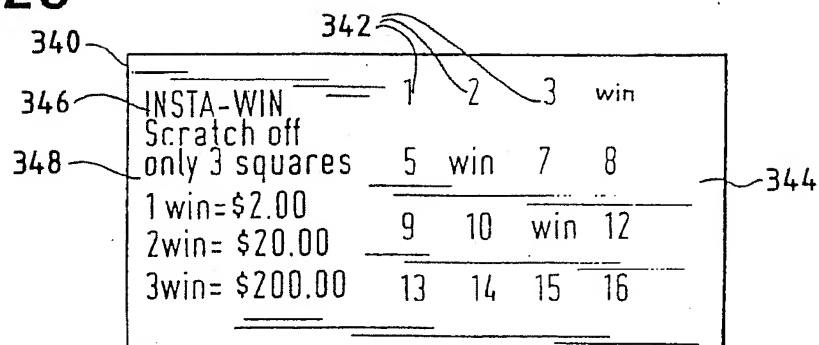 342
340
1 2 3 win
346
INSTA-WIN
Scratch off
348
only 3 squares 5 win 7 8
344
1 win=$2.00
9 10 win 12
2win= $20.00
3win= $200.00 13 14 15 16